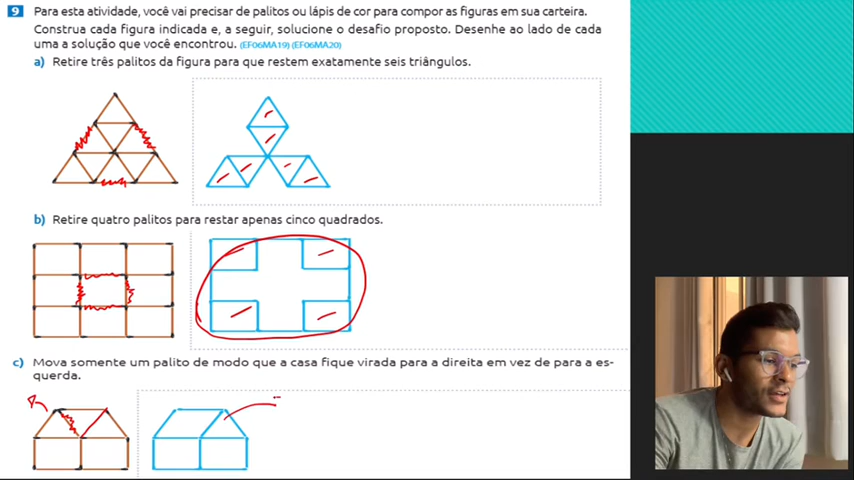 9 Para esta atividade, você vai precisar de palitos ou lápis de cor para compor as figuras em sua carteira.
Construa cada figura indicada e, a seguir, solucione o desafio proposto. Desenhe ao lado de cada
uma a solução que você encontrou. (EF06MA19) (EF06MA20)
a) Retire três palitos da figura para que restem exatamente seis triângulos.
b) Retire quatro palitos para restar apenas cinco quadrados.
c) Mova somente um palito de modo que a casa fique virada para a direita em vez de para a es-
querda.